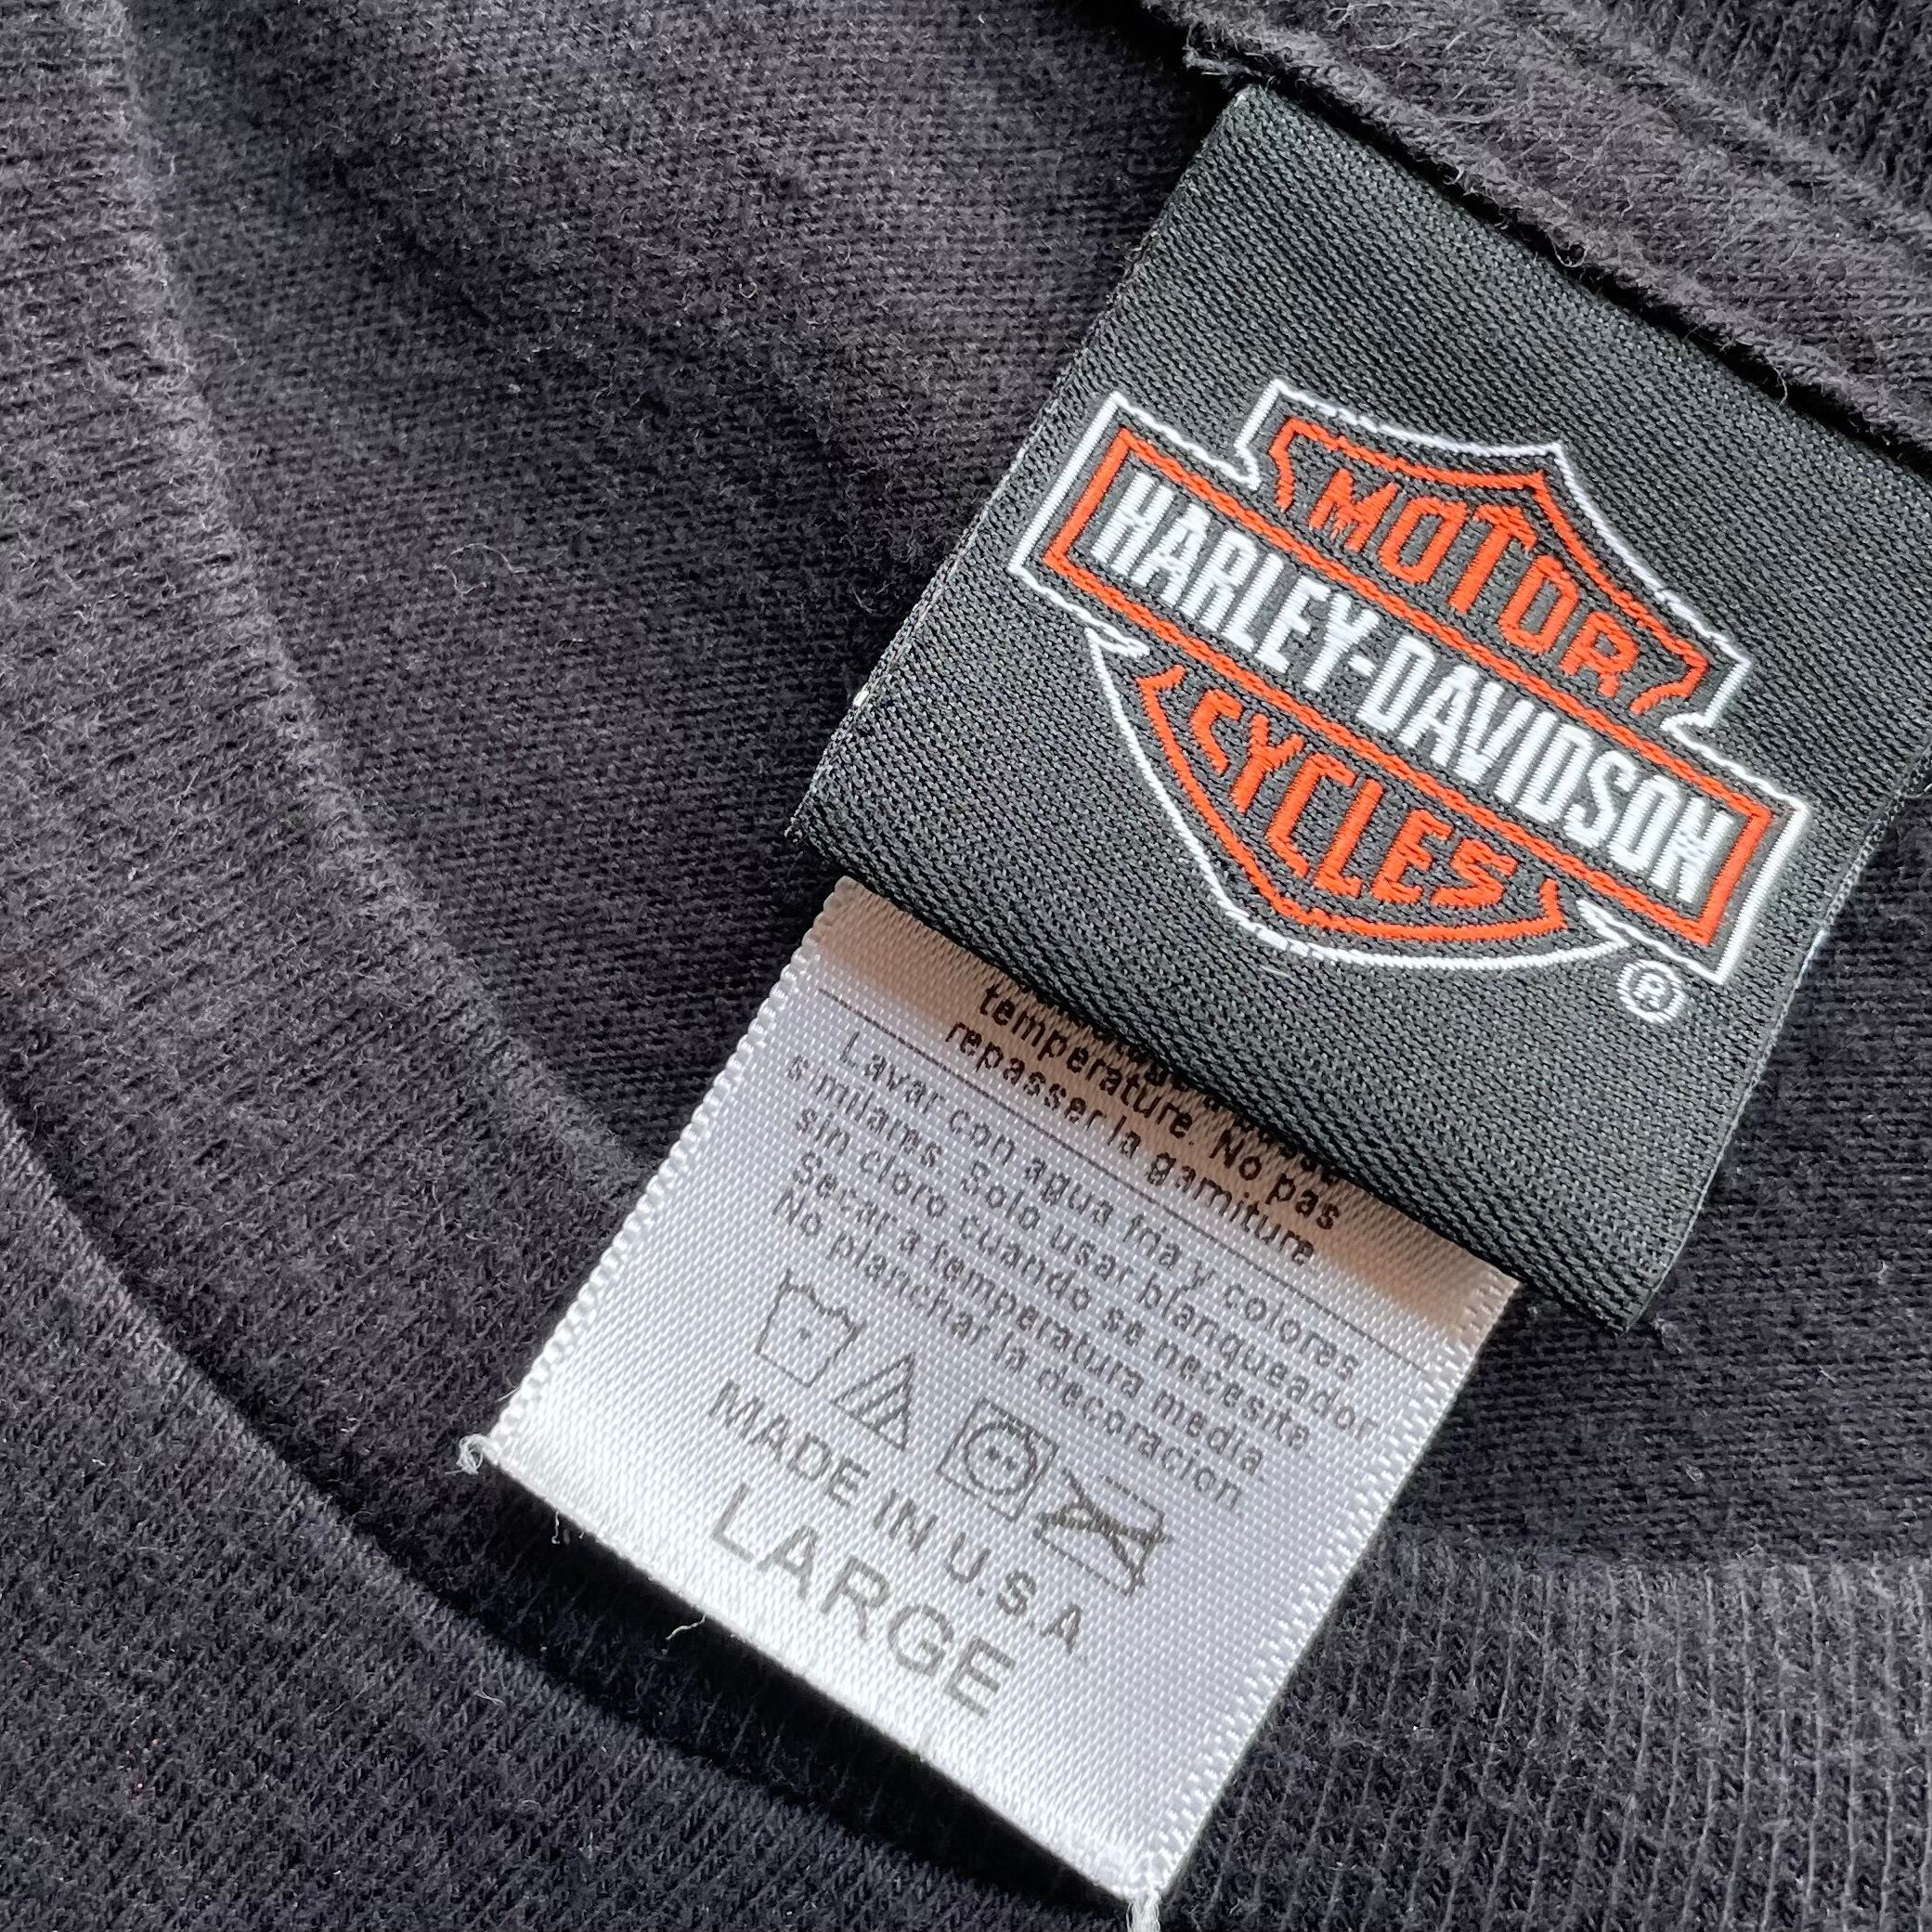 MOTOR
HARLEY-DAVIDSON
CYCLES
®
temperature. No pas
repasser la garniture.
Lavar con agua fria y colores
similares. Solo usar blanqueador
sin cloro cuando se necesite.
Secar a temperatura media.
No planchar la decoracion.
MADE IN U.S.A.
LARGE